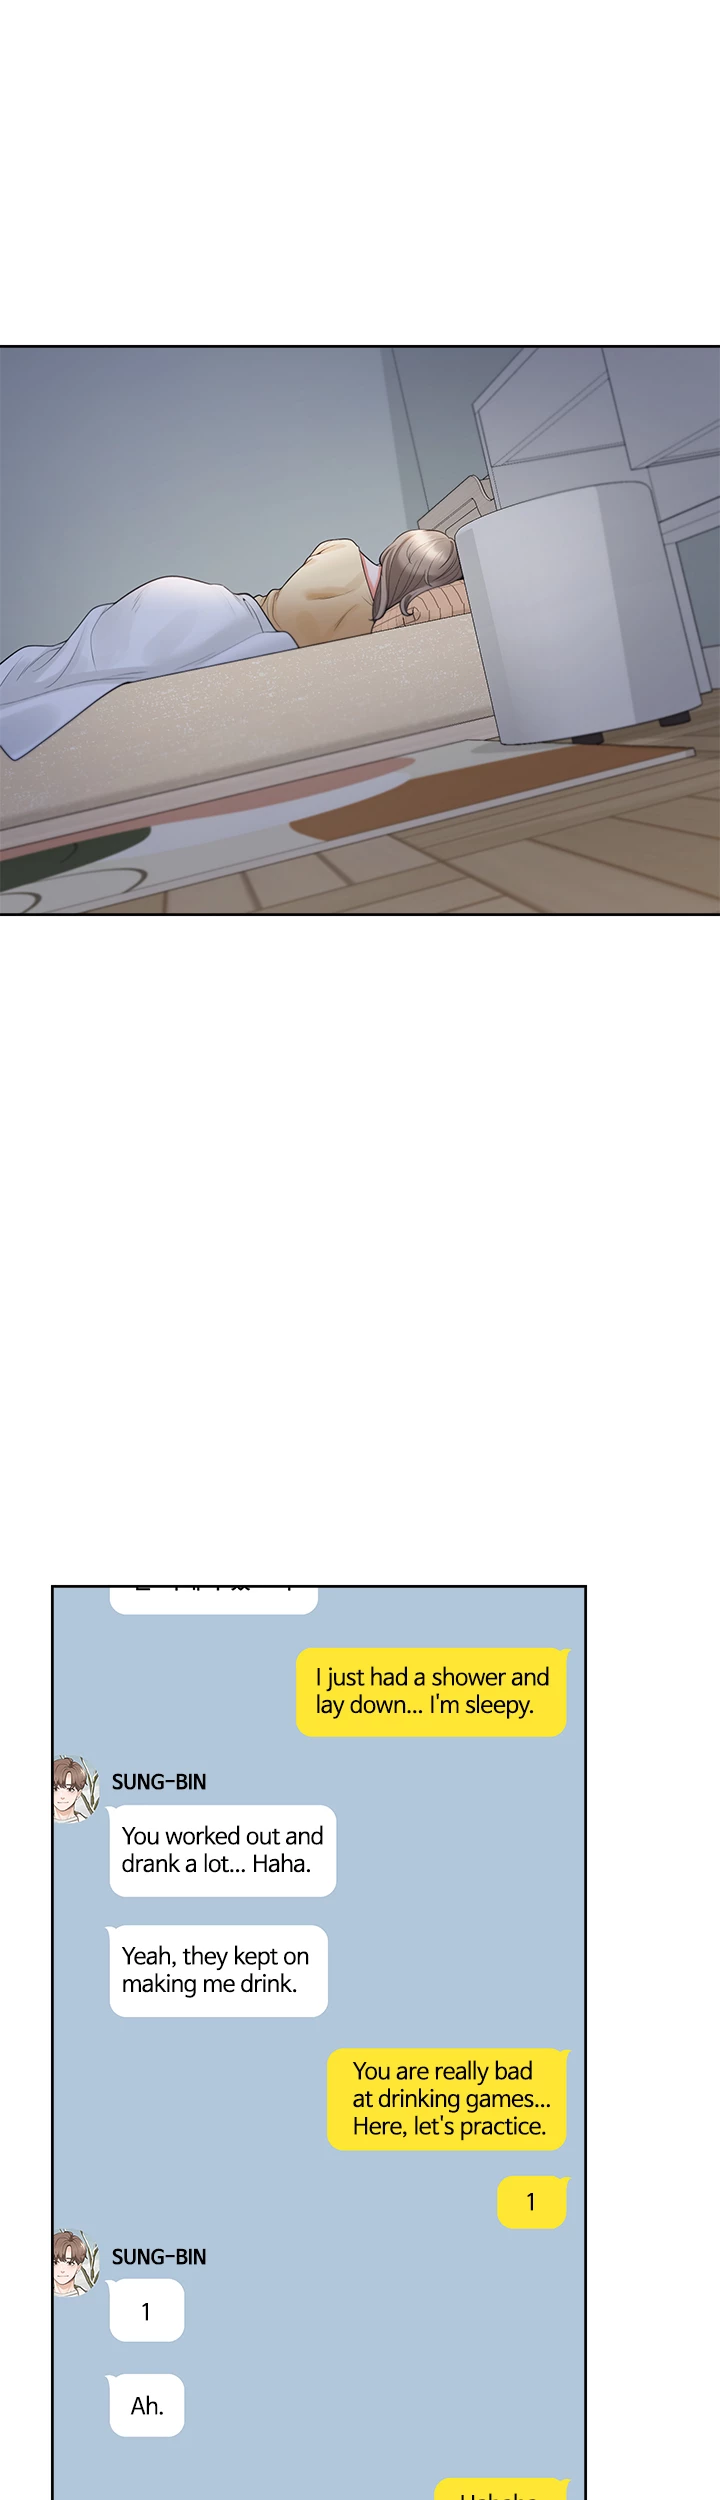 I just had a shower and
lay down... I'm sleepy.
SUNG-BIN
You worked out and
drank a lot... Haha.
Yeah, they kept on
making me drink.
You are really bad
at drinking games...
Here, let's practice.
1
SUNG-BIN
1
Ah.